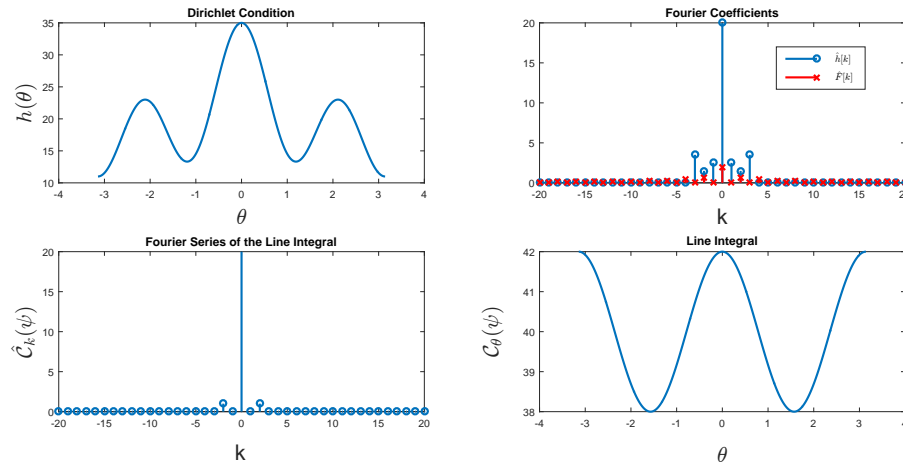 Dirichlet Condition
35
30
25
20
15
10
h(θ)
-4 -3 -2 -1 0 1 2 3 4
θ
Fourier Coefficients
20
15
10
5
0
ĥ[k]
F̂[k]
-20 -15 -10 -5 0 5 10 15 20
k
Fourier Series of the Line Integral
20
15
10
5
0
Ĉₖ(ψ)
-20 -15 -10 -5 0 5 10 15 20
k
Line Integral
42
41
40
39
38
C_θ(ψ)
-4 -3 -2 -1 0 1 2 3 4
θ